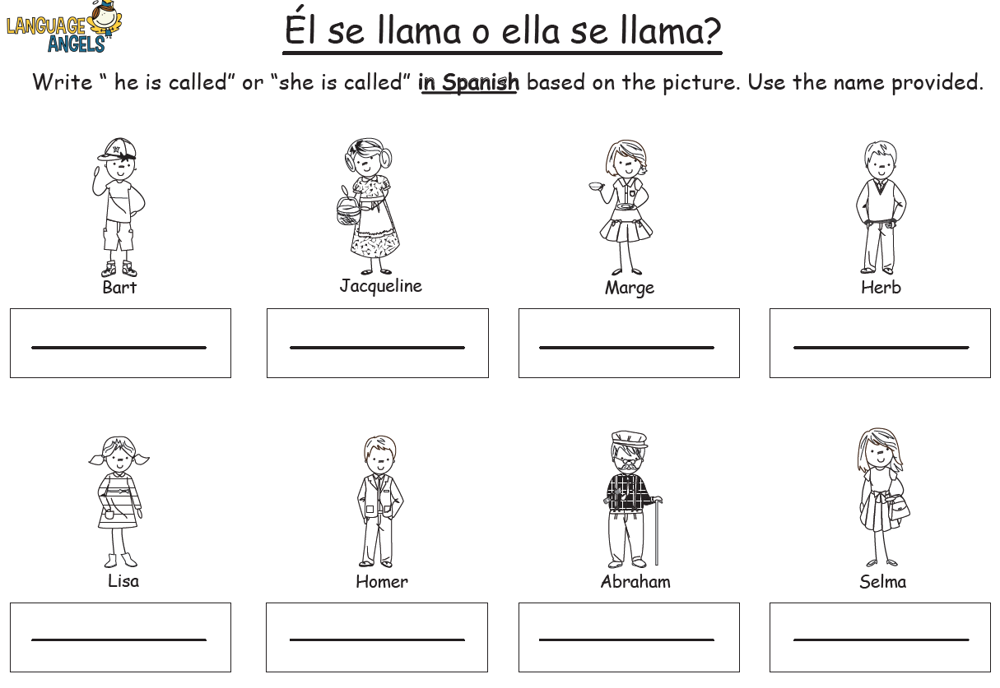 LANGUAGE
ANGELS
Él se llama o ella se llama?
Write “ he is called” or “she is called” in Spanish based on the picture. Use the name provided.
Bart
Jacqueline
Marge
Herb
Lisa
Homer
Abraham
Selma